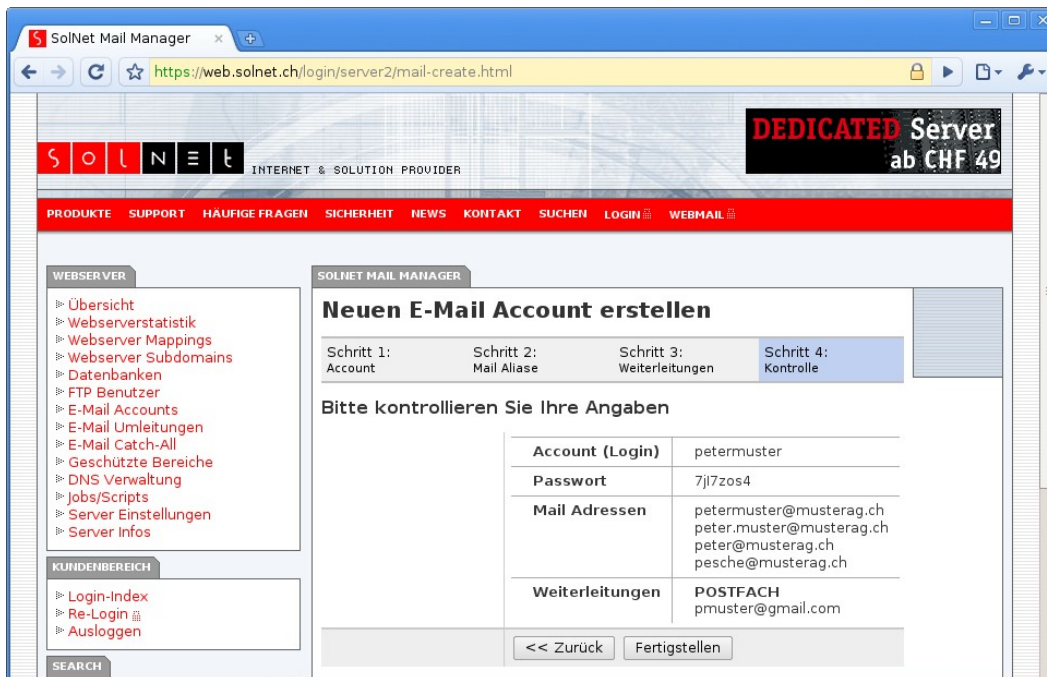 SolNet Mail Manager
https://web.solnet.ch/login/server2/mail-create.html
SOLNET INTERNET & SOLUTION PROVIDER
DEDICATED Server
ab CHF 49
PRODUKTE SUPPORT HÄUFIGE FRAGEN SICHERHEIT NEWS KONTAKT SUCHEN LOGIN WEBMAIL
WEBSERVER
Übersicht
Webserverstatistik
Webserver Mappings
Webserver Subdomains
Datenbanken
FTP Benutzer
E-Mail Accounts
E-Mail Umleitungen
E-Mail Catch-All
Geschützte Bereiche
DNS Verwaltung
Jobs/Scripts
Server Einstellungen
Server Infos
KUNDENBEREICH
Login-Index
Re-Login
Ausloggen
SEARCH
SOLNET MAIL MANAGER
Neuen E-Mail Account erstellen
Schritt 1: Account
Schritt 2: Mail Aliase
Schritt 3: Weiterleitungen
Schritt 4: Kontrolle
Bitte kontrollieren Sie Ihre Angaben
Account (Login) petermuster
Passwort 7jl7zos4
Mail Adressen petermuster@musterag.ch
peter.muster@musterag.ch
peter@musterag.ch
pesche@musterag.ch
Weiterleitungen POSTFACH
pmuster@gmail.com
<< Zurück Fertigstellen